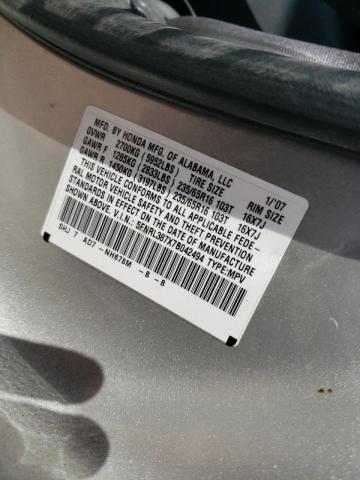 MFD. BY HONDA MFG. OF ALABAMA, LLC 1/'07
GVWR 2700KG (5952LBS) TIRE SIZE RIM SIZE
GAWR F 1285KG (2833LBS) 235/65R16 103T 16X7J
GAWR R 1450KG (3197LBS) 235/65R16 103T 16X7J
THIS VEHICLE CONFORMS TO ALL APPLICABLE FEDE-
RAL MOTOR VEHICLE SAFETY AND THEFT PREVENTION
STANDARDS IN EFFECT ON THE DATE OF MANUFACTURE
SHOWN ABOVE. V.I.N.: 5FNRL387X7B042494 TYPE:MPV
SHJ 7 AD7 -NH678M -B -B